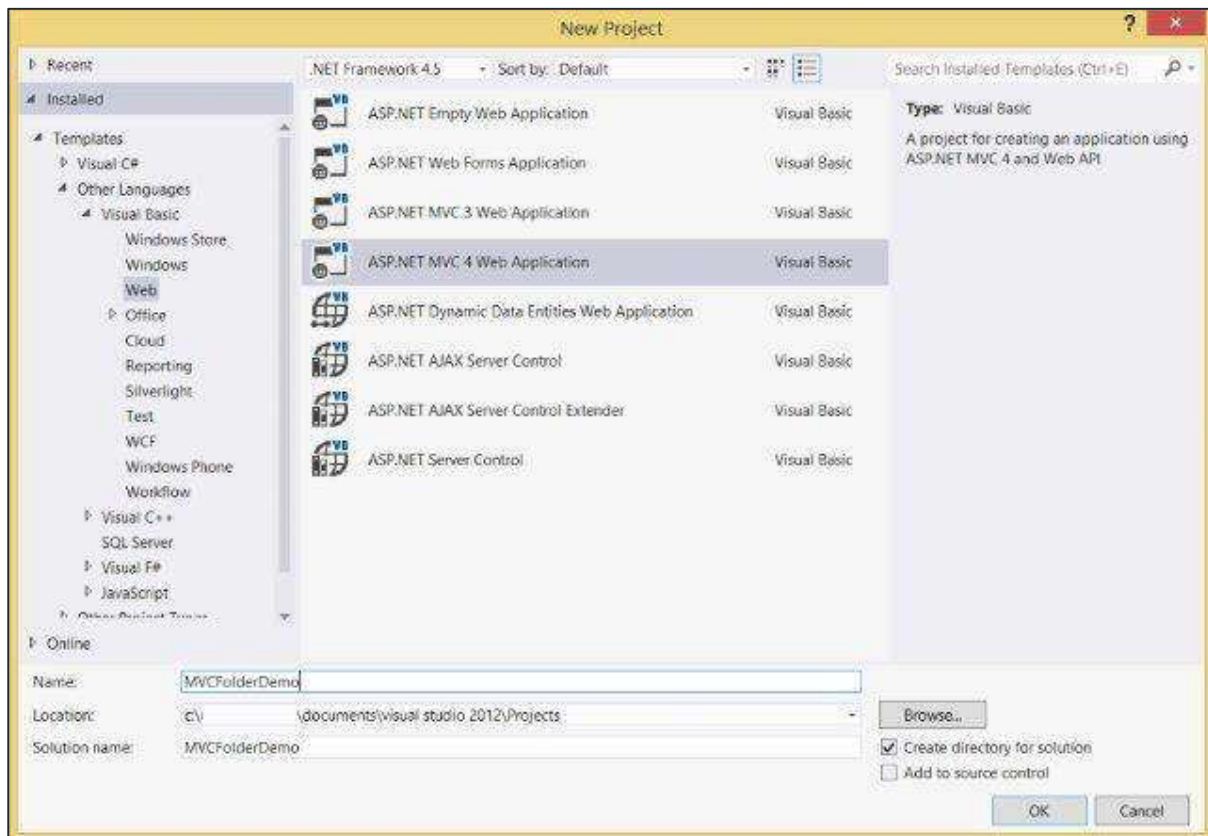 New Project
?
Recent
Installed
Templates
Visual C#
Other Languages
Visual Basic
Windows Store
Windows
Web
Office
Cloud
Reporting
Silverlight
Test
WCF
Windows Phone
Workflow
Visual C++
SQL Server
Visual F#
JavaScript
Other Project Types
Online
.NET Framework 4.5
Sort by: Default
ASP.NET Empty Web Application Visual Basic
ASP.NET Web Forms Application Visual Basic
ASP.NET MVC 3 Web Application Visual Basic
ASP.NET MVC 4 Web Application Visual Basic
ASP.NET Dynamic Data Entities Web Application Visual Basic
ASP.NET AJAX Server Control Visual Basic
ASP.NET AJAX Server Control Extender Visual Basic
ASP.NET Server Control Visual Basic
Search Installed Templates (Ctrl+E)
Type: Visual Basic
A project for creating an application using
ASP.NET MVC 4 and Web API
Name: MVCFolderDemo
Location: c:\ \documents\visual studio 2012\Projects
Solution name: MVCFolderDemo
Browse...
Create directory for solution
Add to source control
OK Cancel